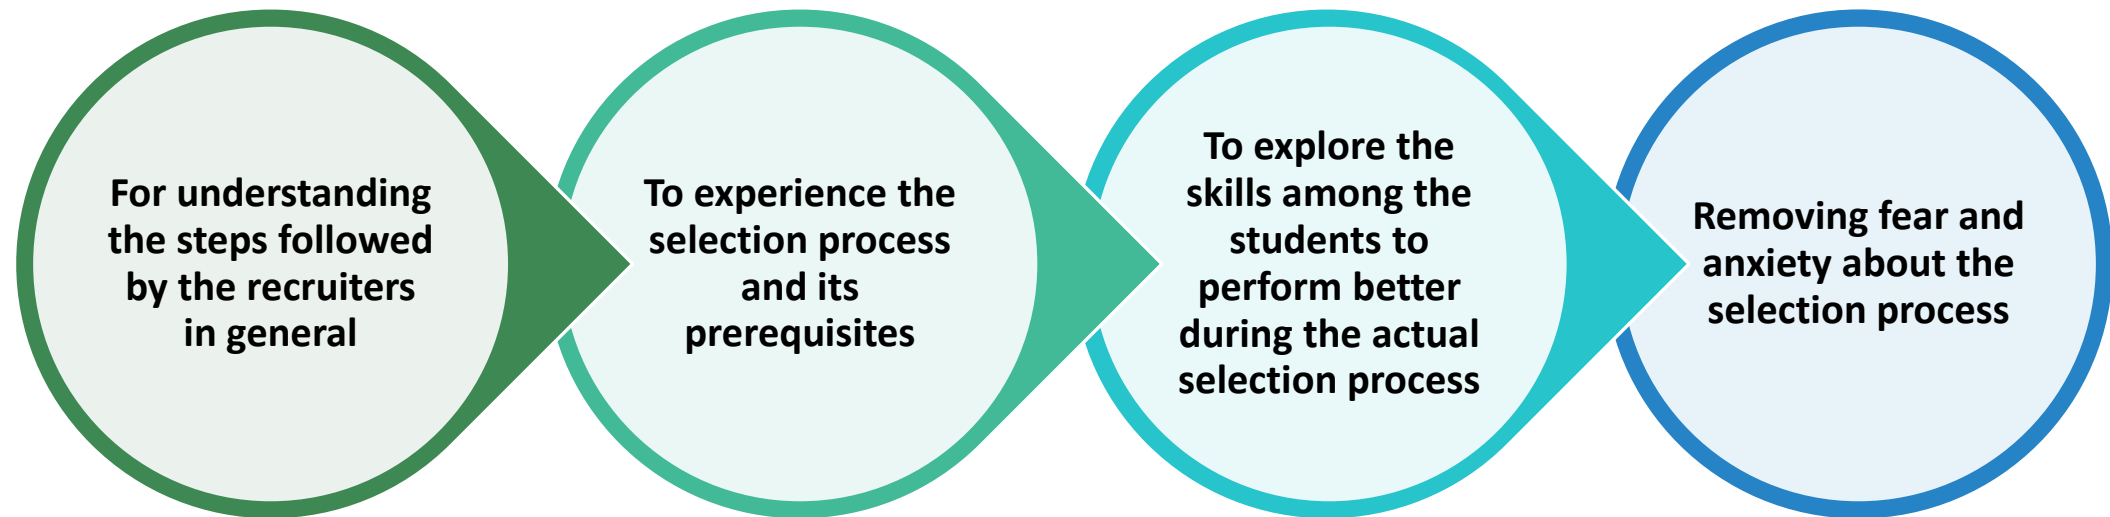 For understanding
the steps followed
by the recruiters
in general
To experience the
selection process
and its
prerequisites
To explore the
skills among the
students to
perform better
during the actual
selection process
Removing fear and
anxiety about the
selection process